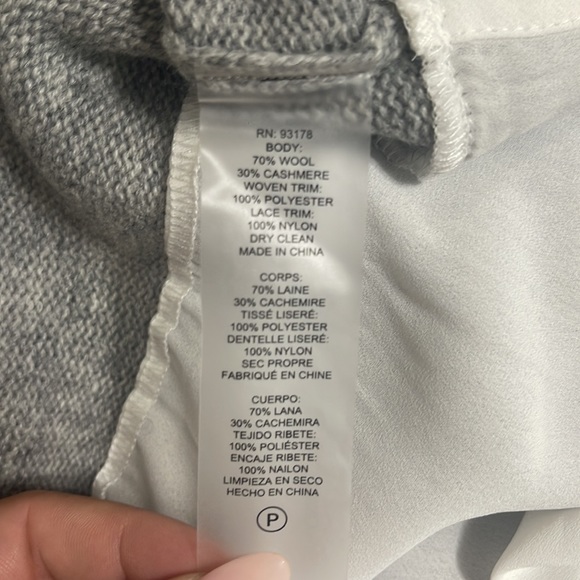 RN: 93178
BODY:
70% WOOL
30% CASHMERE
WOVEN TRIM:
100% POLYESTER
LACE TRIM:
100% NYLON
DRY CLEAN
MADE IN CHINA
CORPS:
70% LAINE
30% CACHEMIRE
TISSÉ LISERÉ:
100% POLYESTER
DENTELLE LISERÉ:
100% NYLON
SEC PROPRE
FABRIQUÉ EN CHINE
CUERPO:
70% LANA
30% CACHEMIRA
TEJIDO RIBETE:
100% POLIÉSTER
ENCAJE RIBETE:
100% NAILON
LIMPIEZA EN SECO
HECHO EN CHINA
P